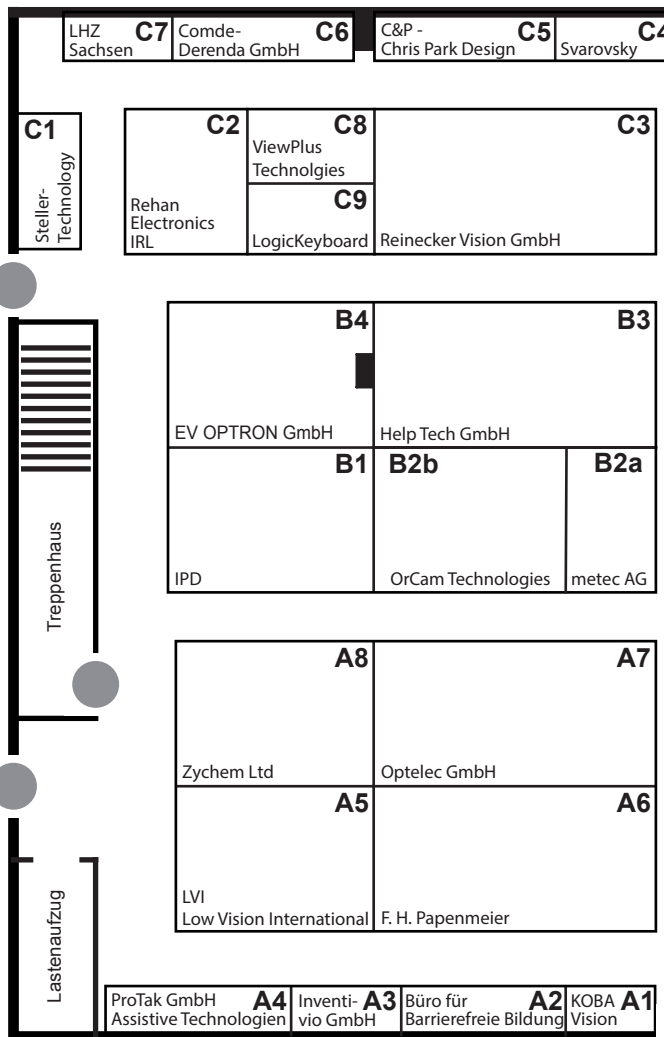 LHZ
Sachsen
C7
Comde-
Derenda GmbH
C6
C&P -
Chris Park Design
C5
Svarovsky
C4
C1
Steller-
Technology
C2
Rehan
Electronics
IRL
C8
ViewPlus
Technolgies
C9
LogicKeyboard
C3
Reinecker Vision GmbH
B4
EV OPTRON GmbH
B3
Help Tech GmbH
B1
IPD
B2b
OrCam Technologies
B2a
metec AG
Treppenhaus
A8
Zychem Ltd
A7
Optelec GmbH
A5
LVI
Low Vision International
A6
F. H. Papenmeier
Lastenaufzug
ProTak GmbH
Assistive Technologien
A4
Inventi-
vio GmbH
A3
Büro für
Barrierefreie Bildung
A2
KOBA
Vision
A1